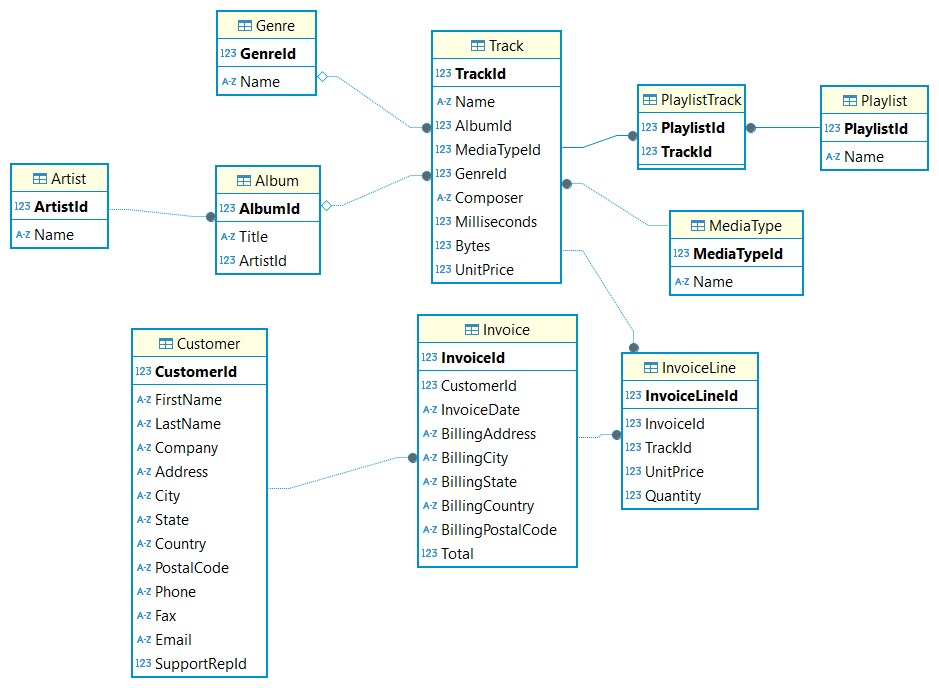 Genre
123 GenreId
A-Z Name
Track
123 TrackId
A-Z Name
123 AlbumId
123 MediaTypeId
123 GenreId
A-Z Composer
123 Milliseconds
123 Bytes
123 UnitPrice
PlaylistTrack
123 PlaylistId
123 TrackId
Playlist
123 PlaylistId
A-Z Name
Artist
123 ArtistId
A-Z Name
Album
123 AlbumId
A-Z Title
123 ArtistId
MediaType
123 MediaTypeId
A-Z Name
Customer
123 CustomerId
A-Z FirstName
A-Z LastName
A-Z Company
A-Z Address
A-Z City
A-Z State
A-Z Country
A-Z PostalCode
A-Z Phone
A-Z Fax
A-Z Email
123 SupportRepId
Invoice
123 InvoiceId
123 CustomerId
A-Z InvoiceDate
A-Z BillingAddress
A-Z BillingCity
A-Z BillingState
A-Z BillingCountry
A-Z BillingPostalCode
123 Total
InvoiceLine
123 InvoiceLineId
123 InvoiceId
123 TrackId
123 UnitPrice
123 Quantity